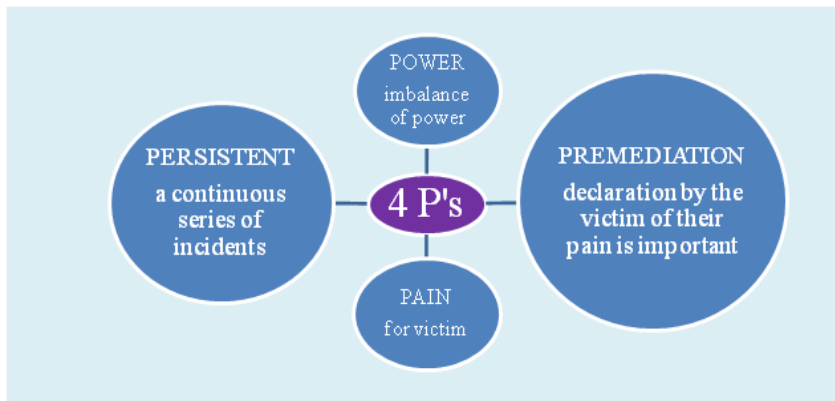 POWER
imbalance
of power
PERSISTENT
a continuous
series of
incidents
4 P's
PREMEDIATION
declaration by the
victim of their
pain is important
PAIN
for victim